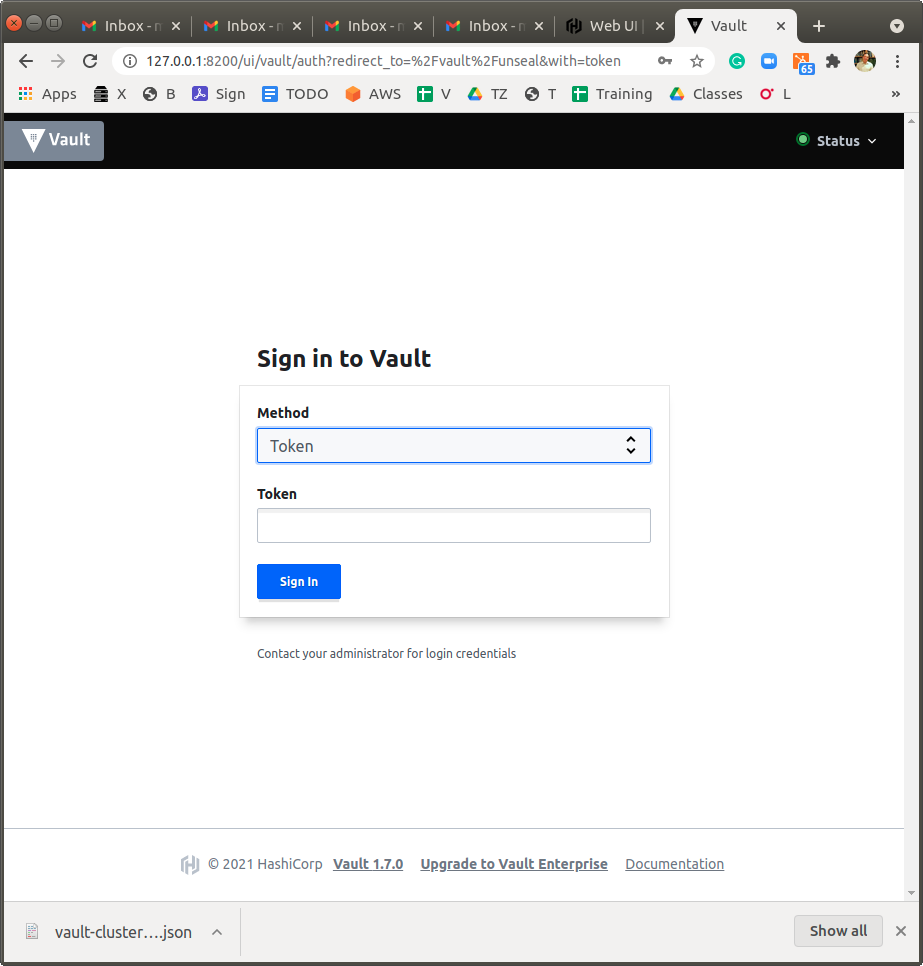 Inbox - n
Inbox - n
Inbox - n
Inbox - n
Web UI
Vault
127.0.0.1:8200/ui/vault/auth?redirect_to=%2Fvault%2Funseal&with=token
65
Apps X B Sign TODO AWS V TZ T Training Classes L »
Vault
Status
Sign in to Vault
Method
Token
Token
Sign In
Contact your administrator for login credentials
© 2021 HashiCorp Vault 1.7.0 Upgrade to Vault Enterprise Documentation
vault-cluster....json
Show all